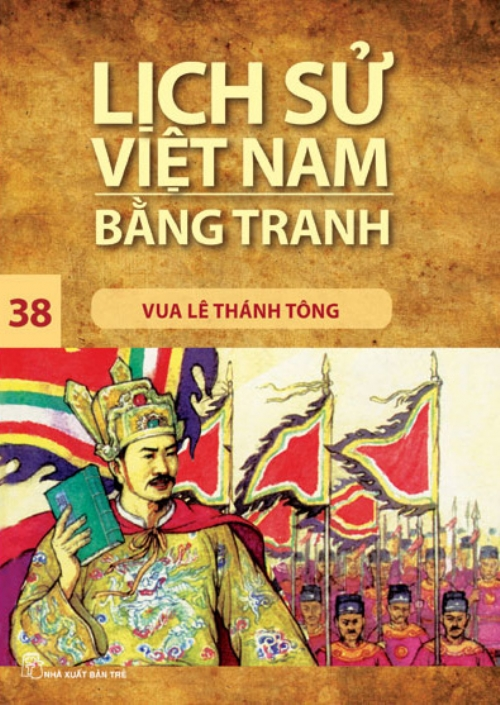 LỊCH SỬ
VIỆT NAM
BẰNG TRANH
38
VUA LÊ THÁNH TÔNG
NHÀ XUẤT BẢN TRẺ